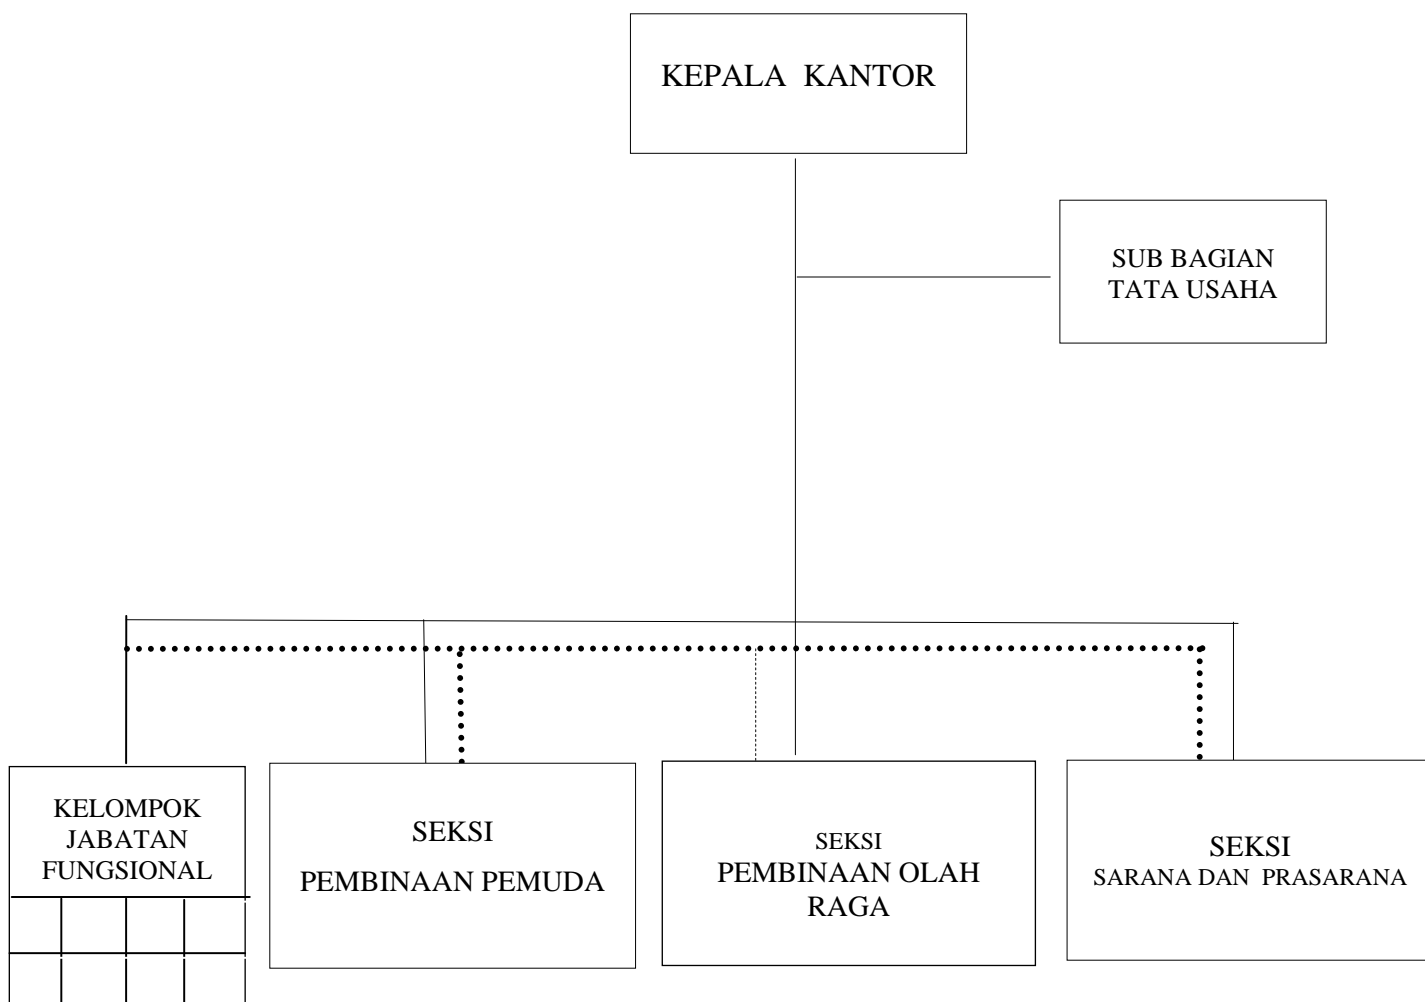 KEPALA KANTOR
SUB BAGIAN
TATA USAHA
KELOMPOK
JABATAN
FUNGSIONAL
SEKSI
PEMBINAAN PEMUDA
SEKSI
PEMBINAAN OLAH
RAGA
SEKSI
SARANA DAN PRASARANA